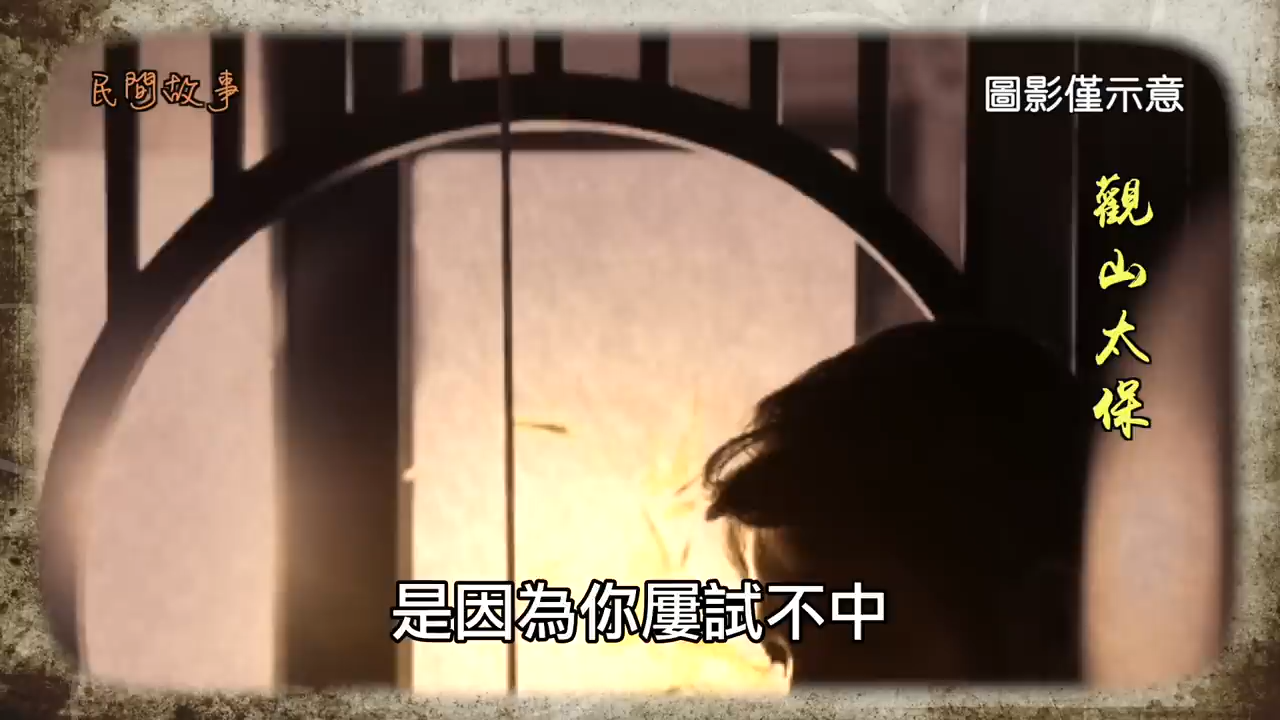 民間故事
圖影僅示意
觀山太保
是因為你屢試不中